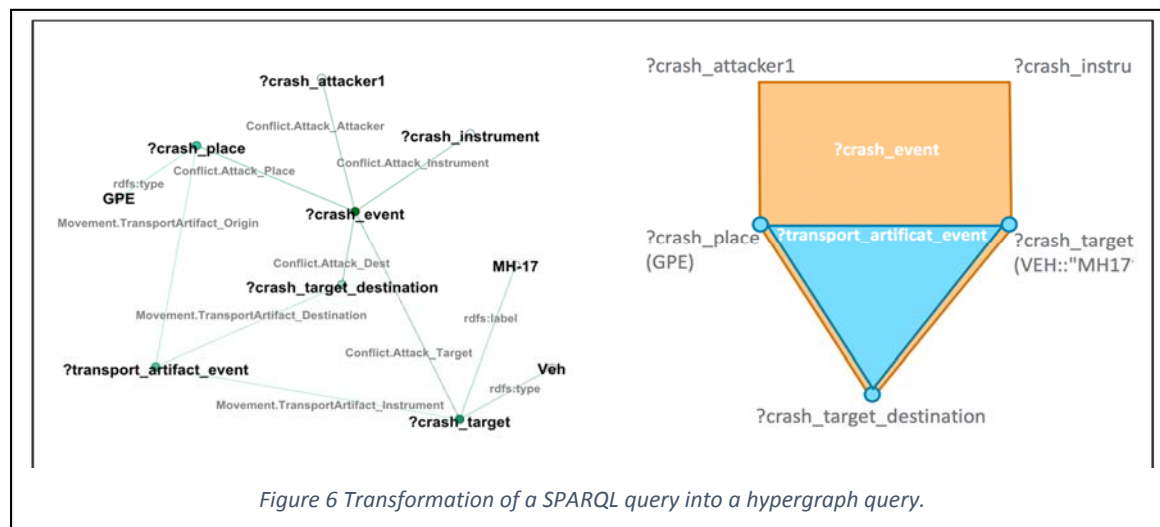 ?crash_attacker1
Conflict.Attack_Attacker
?crash_instrument
?crash_place
Conflict.Attack_Instrument
Conflict.Attack_Place
rdfs:type
GPE
?crash_event
Movement.TransportArtifact_Origin
Conflict.Attack_Dest
MH-17
?crash_target_destination
Movement.TransportArtifact_Destination
rdfs:label
Conflict.Attack_Target
?transport_artifact_event
Veh
rdfs:type
Movement.TransportArtifact_Instrument
?crash_target
?crash_attacker1
?crash_instru
?crash_event
?crash_place
(GPE)
?transport_artificat_event
?crash_target
(VEH::"MH17"
?crash_target_destination
Figure 6 Transformation of a SPARQL query into a hypergraph query.